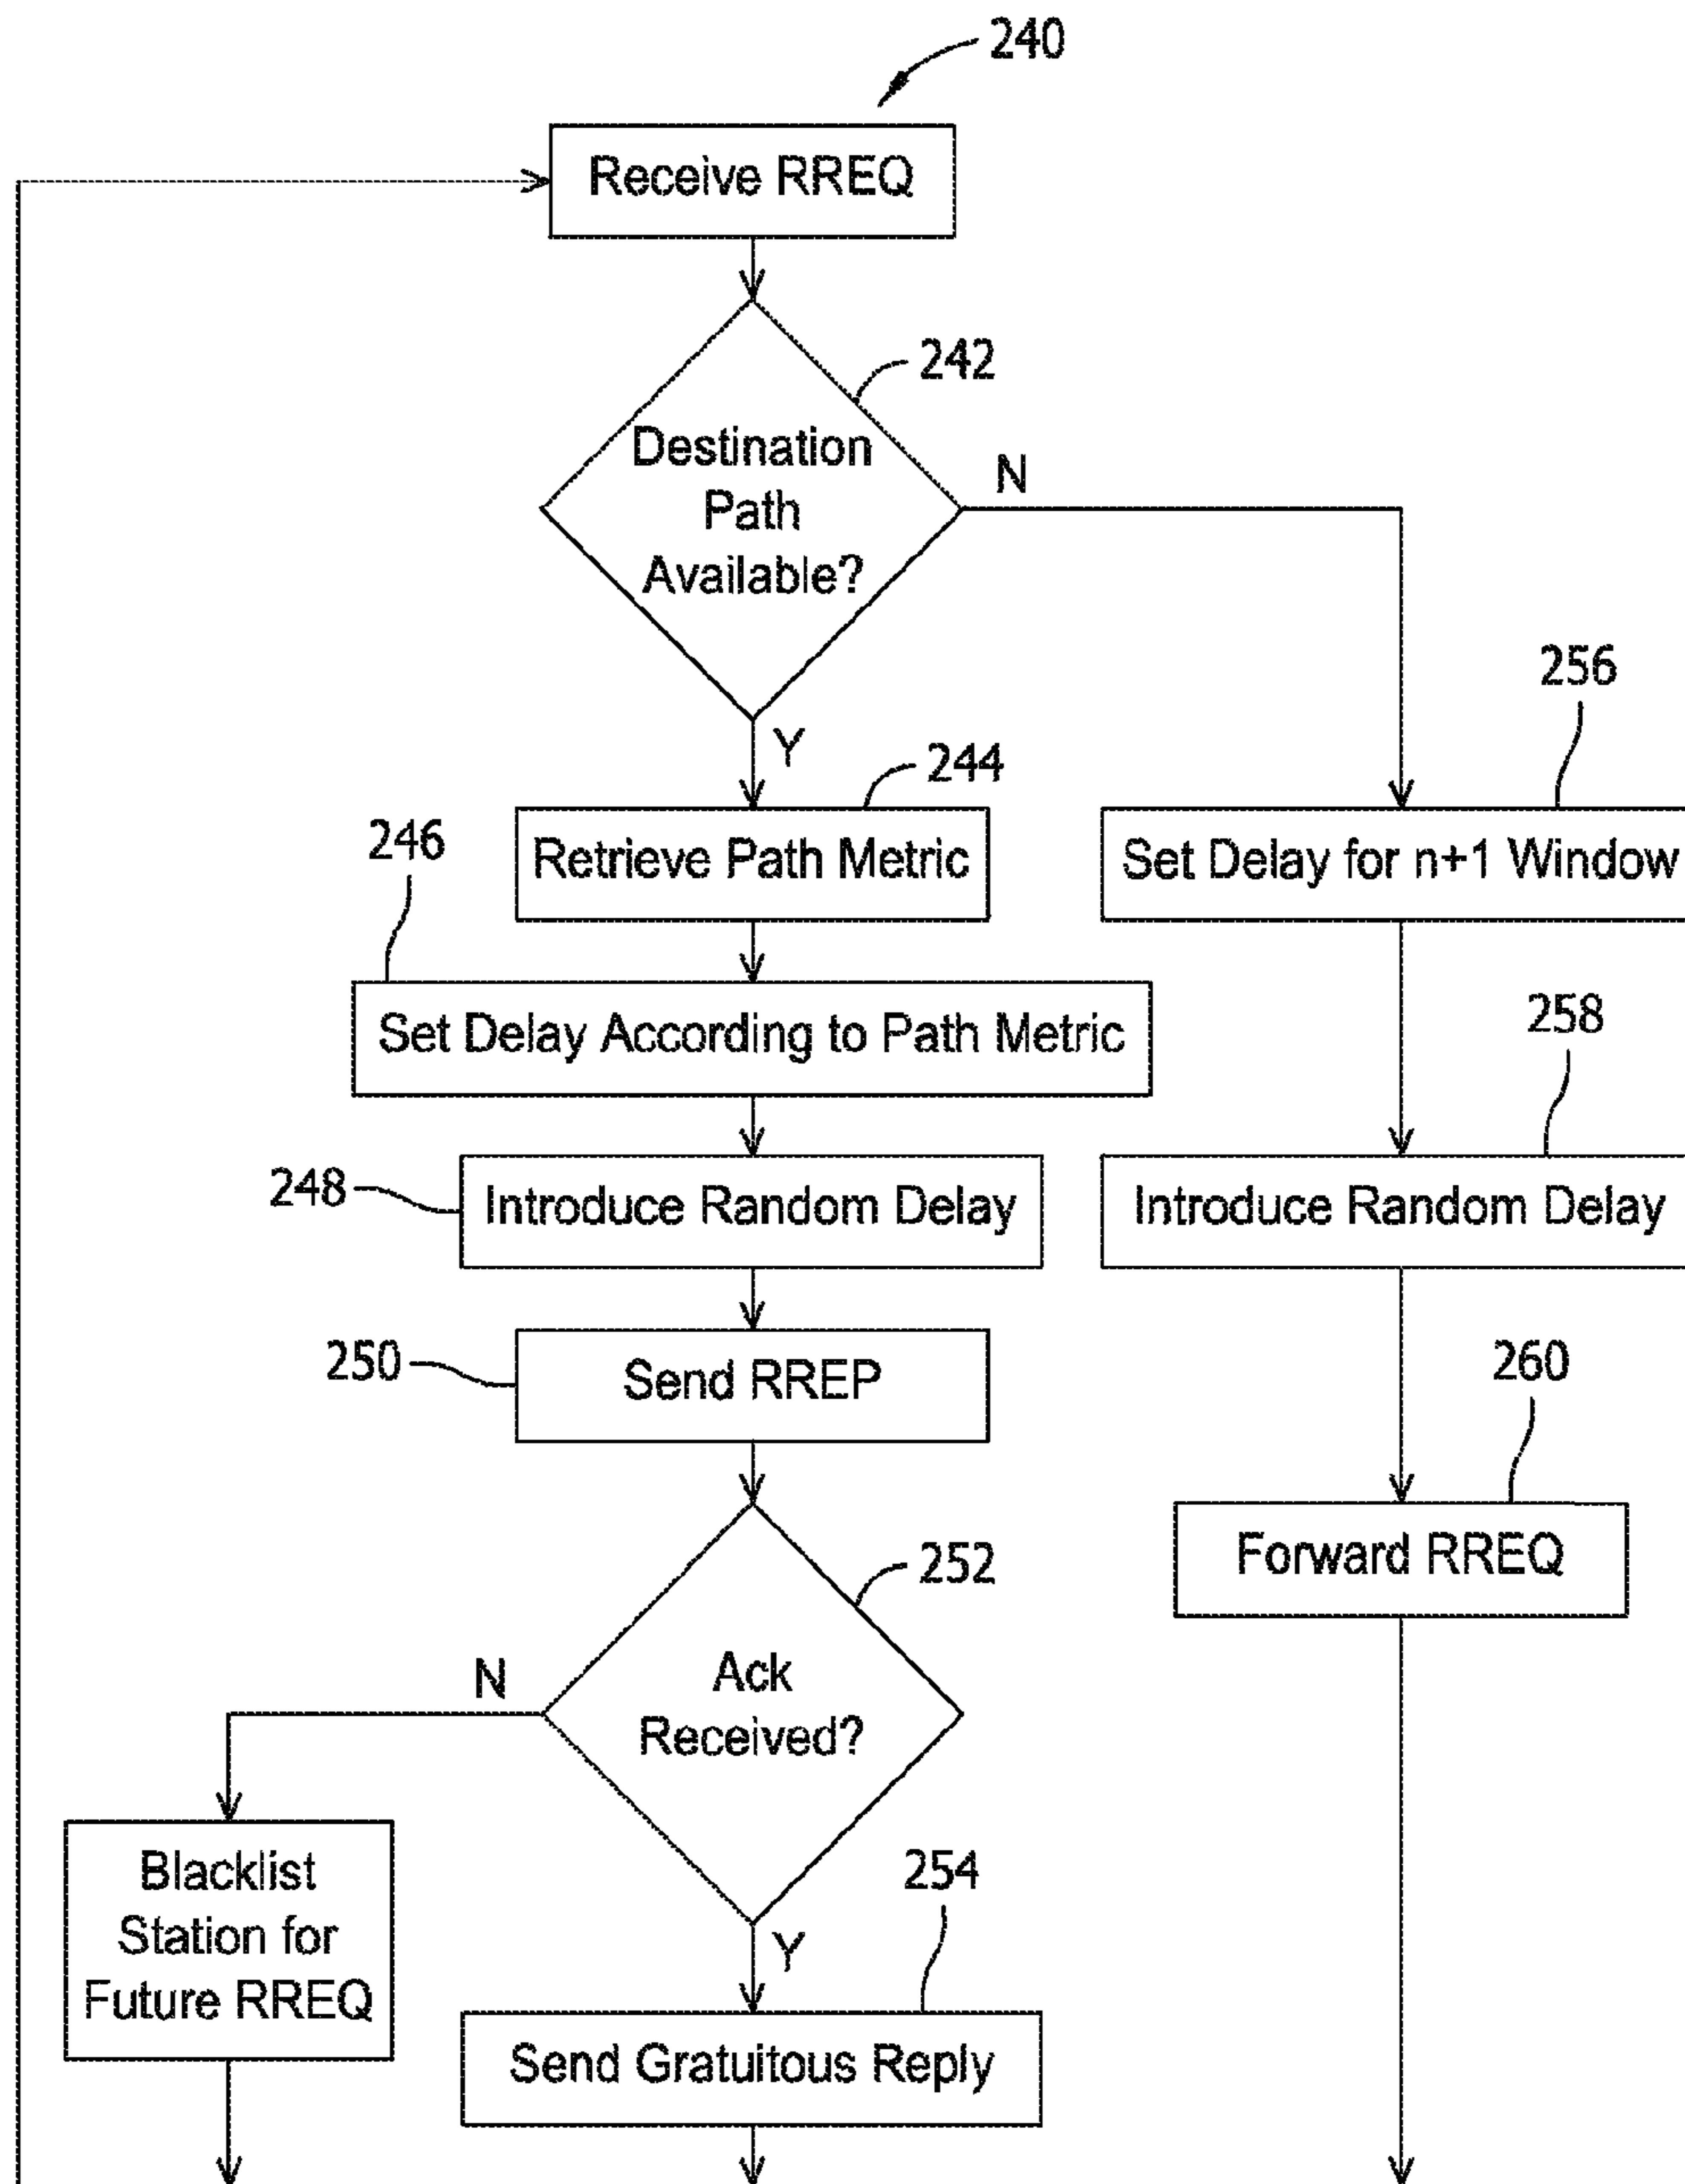 240
Receive RREQ
242
Destination
Path
Available?
N
Y
256
244
246
Retrieve Path Metric
Set Delay for n+1 Window
Set Delay According to Path Metric
258
248
Introduce Random Delay
Introduce Random Delay
250
Send RREP
260
Forward RREQ
252
Ack
Received?
N
Y
Blacklist
Station for
Future RREQ
254
Send Gratuitous Reply